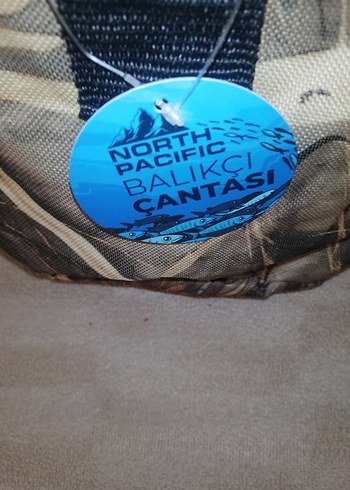 NORTH
PACIFIC
BALIKÇI
ÇANTASI